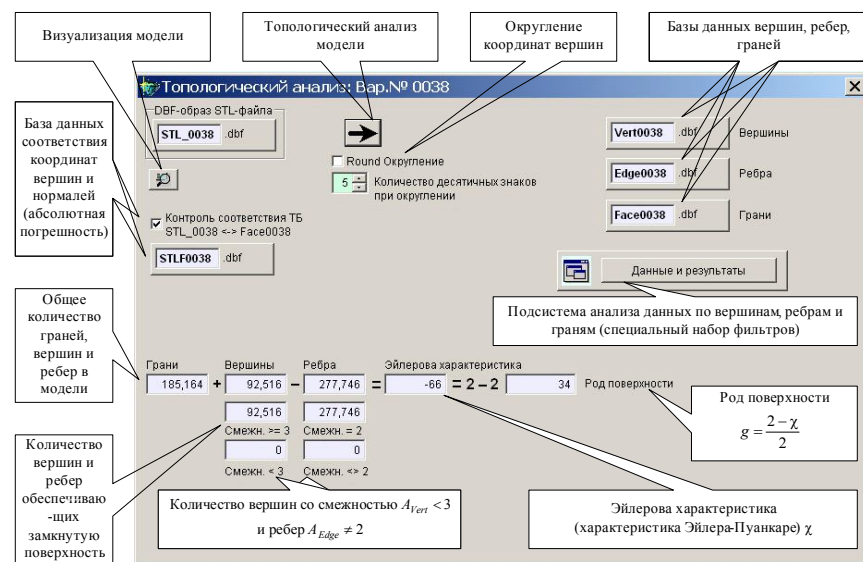 Визуализация модели
Топологический анализ
модели
Округление
координат вершин
Базы данных вершин, ребер,
граней
Топологический анализ: Вар.№ 0038
DBF-образ STL-файла
STL_0038 .dbf
Round Округление
5 Количество десятичных знаков
при округлении
Vert0038 .dbf Вершины
Edge0038 .dbf Ребра
Face0038 .dbf Грани
База данных
соответствия
координат
вершин и
нормалей
(абсолютная
погрешность)
Контроль соответствия ТБ
STL_0038 <-> Face0038
STLF0038 .dbf
Данные и результаты
Подсистема анализа данных по вершинам, ребрам и
граням (специальный набор фильтров)
Общее
количество
граней,
вершин и
ребер в
модели
Грани Вершины Ребра Эйлерова характеристика
185,164 + 92,516 − 277,746 = -66 = 2 − 2 34 Род поверхности
92,516 277,746
Смежн. >= 3 Смежн. = 2
0 0
Смежн. < 3 Смежн. <> 2
Род поверхности
g = (2 − χ) / 2
Количество
вершин и
ребер
обеспечиваю
-щих
замкнутую
поверхность
Количество вершин со смежностью A_Vert < 3
и ребер A_Edge ≠ 2
Эйлерова характеристика
(характеристика Эйлера-Пуанкаре) χ